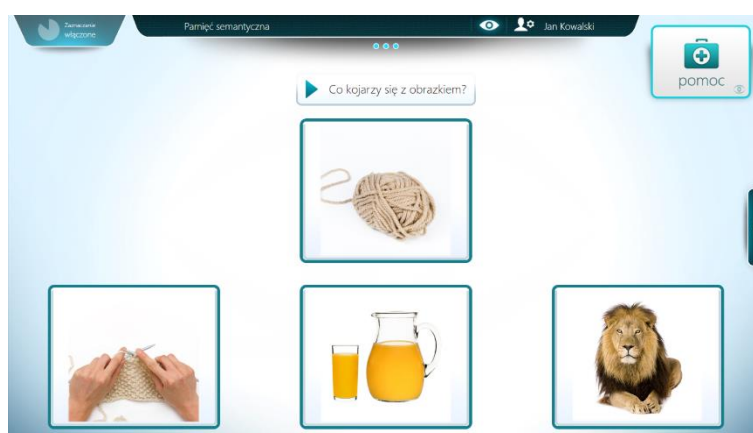 Zaznaczanie
włączone
Pamięć semantyczna
Jan Kowalski
pomoc
Co kojarzy się z obrazkiem?